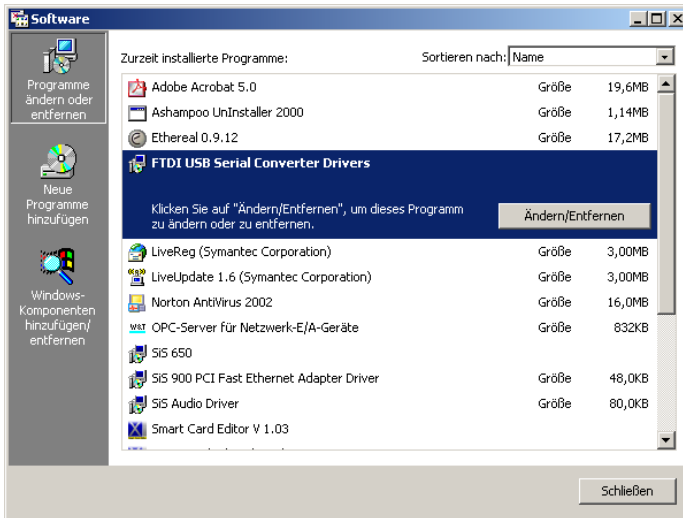 Software
Programme
ändern oder
entfernen
Neue
Programme
hinzufügen
Windows-
Komponenten
hinzufügen/
entfernen
Zurzeit installierte Programme: Sortieren nach: Name
Adobe Acrobat 5.0 Größe 19,6MB
Ashampoo UnInstaller 2000 Größe 1,14MB
Ethereal 0.9.12 Größe 17,2MB
FTDI USB Serial Converter Drivers
Klicken Sie auf "Ändern/Entfernen", um dieses Programm
zu ändern oder zu entfernen.
Ändern/Entfernen
LiveReg (Symantec Corporation) Größe 3,00MB
LiveUpdate 1.6 (Symantec Corporation) Größe 3,00MB
Norton AntiVirus 2002 Größe 16,0MB
W&T OPC-Server für Netzwerk-E/A-Geräte Größe 832KB
SiS 650
SiS 900 PCI Fast Ethernet Adapter Driver Größe 48,0KB
SiS Audio Driver Größe 80,0KB
Smart Card Editor V 1.03
Schließen